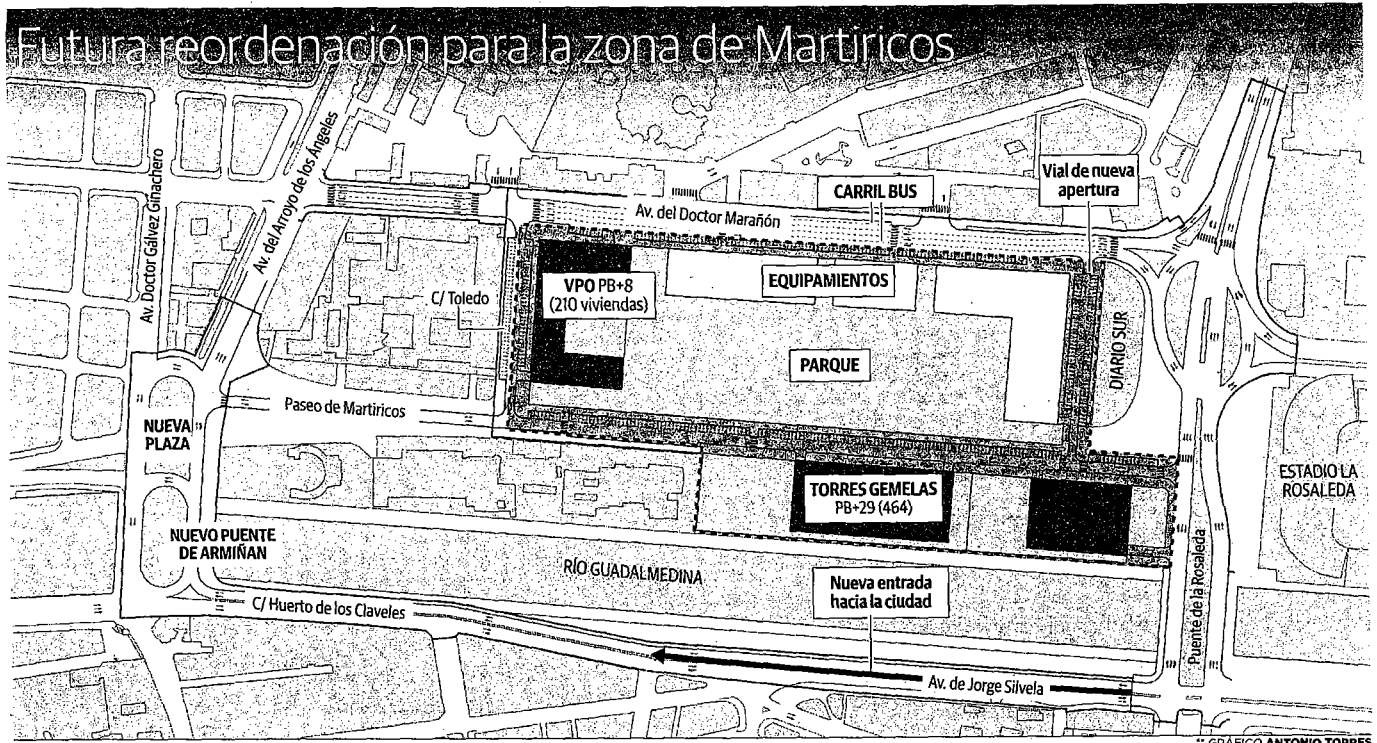 Futura reordenación para la zona de Martiricos
Av. Doctor Gálvez Ginachero
Av. del Arroyo de los Ángeles
CARRIL BUS
Vial de nueva
apertura
Av. del Doctor Marañón
VPO PB+8
(210 viviendas)
EQUIPAMIENTOS
C/ Toledo
PARQUE
DIARIO SUR
Paseo de Martiricos
NUEVA
PLAZA
ESTADIO LA
ROSALEDA
TORRES GEMELAS
PB+29 (464)
NUEVO PUENTE
DE ARMIÑAN
RÍO GUADALMEDINA
Nueva entrada
hacia la ciudad
Puente de la Rosaleda
C/ Huerto de los Claveles
Av. de Jorge Silvela
:: GRÁFICO ANTONIO TORRES